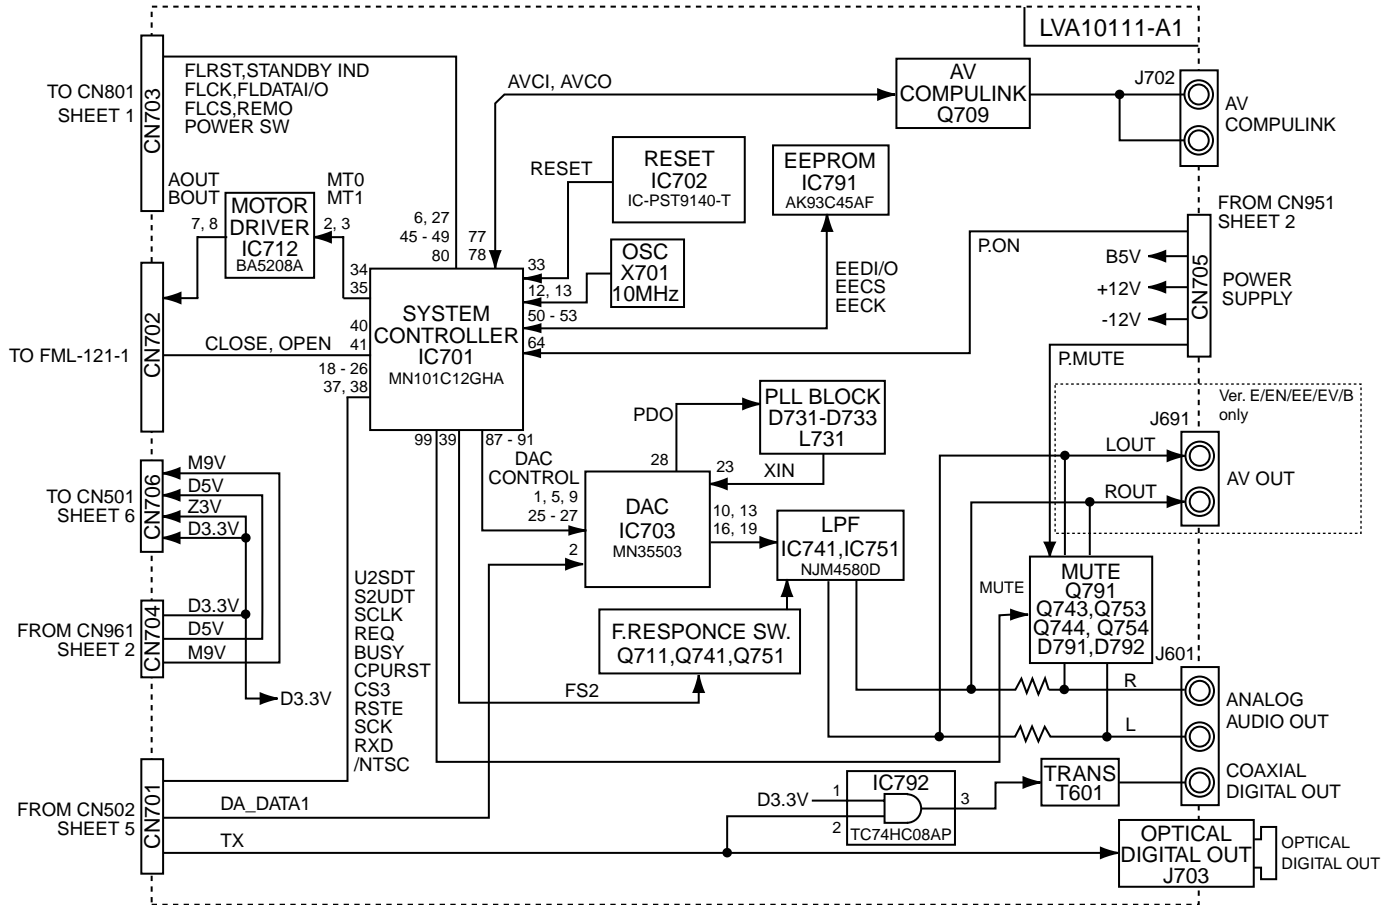 LVA10111-A1
TO CN801
SHEET 1
CN703
FLRST,STANDBY IND
FLCK,FLDATAI/O
FLCS,REMO
POWER SW
AVCI, AVCO
AV
COMPULINK
Q709
J702
AV
COMPULINK
RESET
RESET
IC702
IC-PST9140-T
EEPROM
IC791
AK93C45AF
AOUT
BOUT
7, 8
MOTOR
DRIVER
IC712
BA5208A
MT0
MT1
2, 3
6, 27
45 - 49
80
77
78
OSC
X701
10MHz
EEDI/O
EECS
EECK
P.ON
FROM CN951
SHEET 2
CN705
B5V
+12V
-12V
POWER
SUPPLY
P.MUTE
34
35
33
12, 13
50 - 53
64
SYSTEM
CONTROLLER
IC701
MN101C12GHA
40
41
18 - 26
37, 38
TO FML-121-1
CN702
CLOSE, OPEN
99
39
87 - 91
DAC
CONTROL
1, 5, 9
25 - 27
2
PDO
28
PLL BLOCK
D731-D733
L731
23
XIN
DAC
IC703
MN35503
10, 13
16, 19
LPF
IC741,IC751
NJM4580D
Ver. E/EN/EE/EV/B
only
J691
LOUT
ROUT
AV OUT
TO CN501
SHEET 6
CN706
M9V
D5V
Z3V
D3.3V
FROM CN961
SHEET 2
CN704
D3.3V
D5V
M9V
D3.3V
U2SDT
S2UDT
SCLK
REQ
BUSY
CPURST
CS3
RSTE
SCK
RXD
/NTSC
F.RESPONCE SW.
Q711,Q741,Q751
FS2
MUTE
MUTE
Q791
Q743,Q753
Q744, Q754
D791,D792
J601
R
L
ANALOG
AUDIO OUT
COAXIAL
DIGITAL OUT
FROM CN502
SHEET 5
CN701
DA_DATA1
TX
D3.3V
1
2
IC792
TC74HC08AP
3
TRANS
T601
OPTICAL
DIGITAL OUT
J703
OPTICAL
DIGITAL OUT